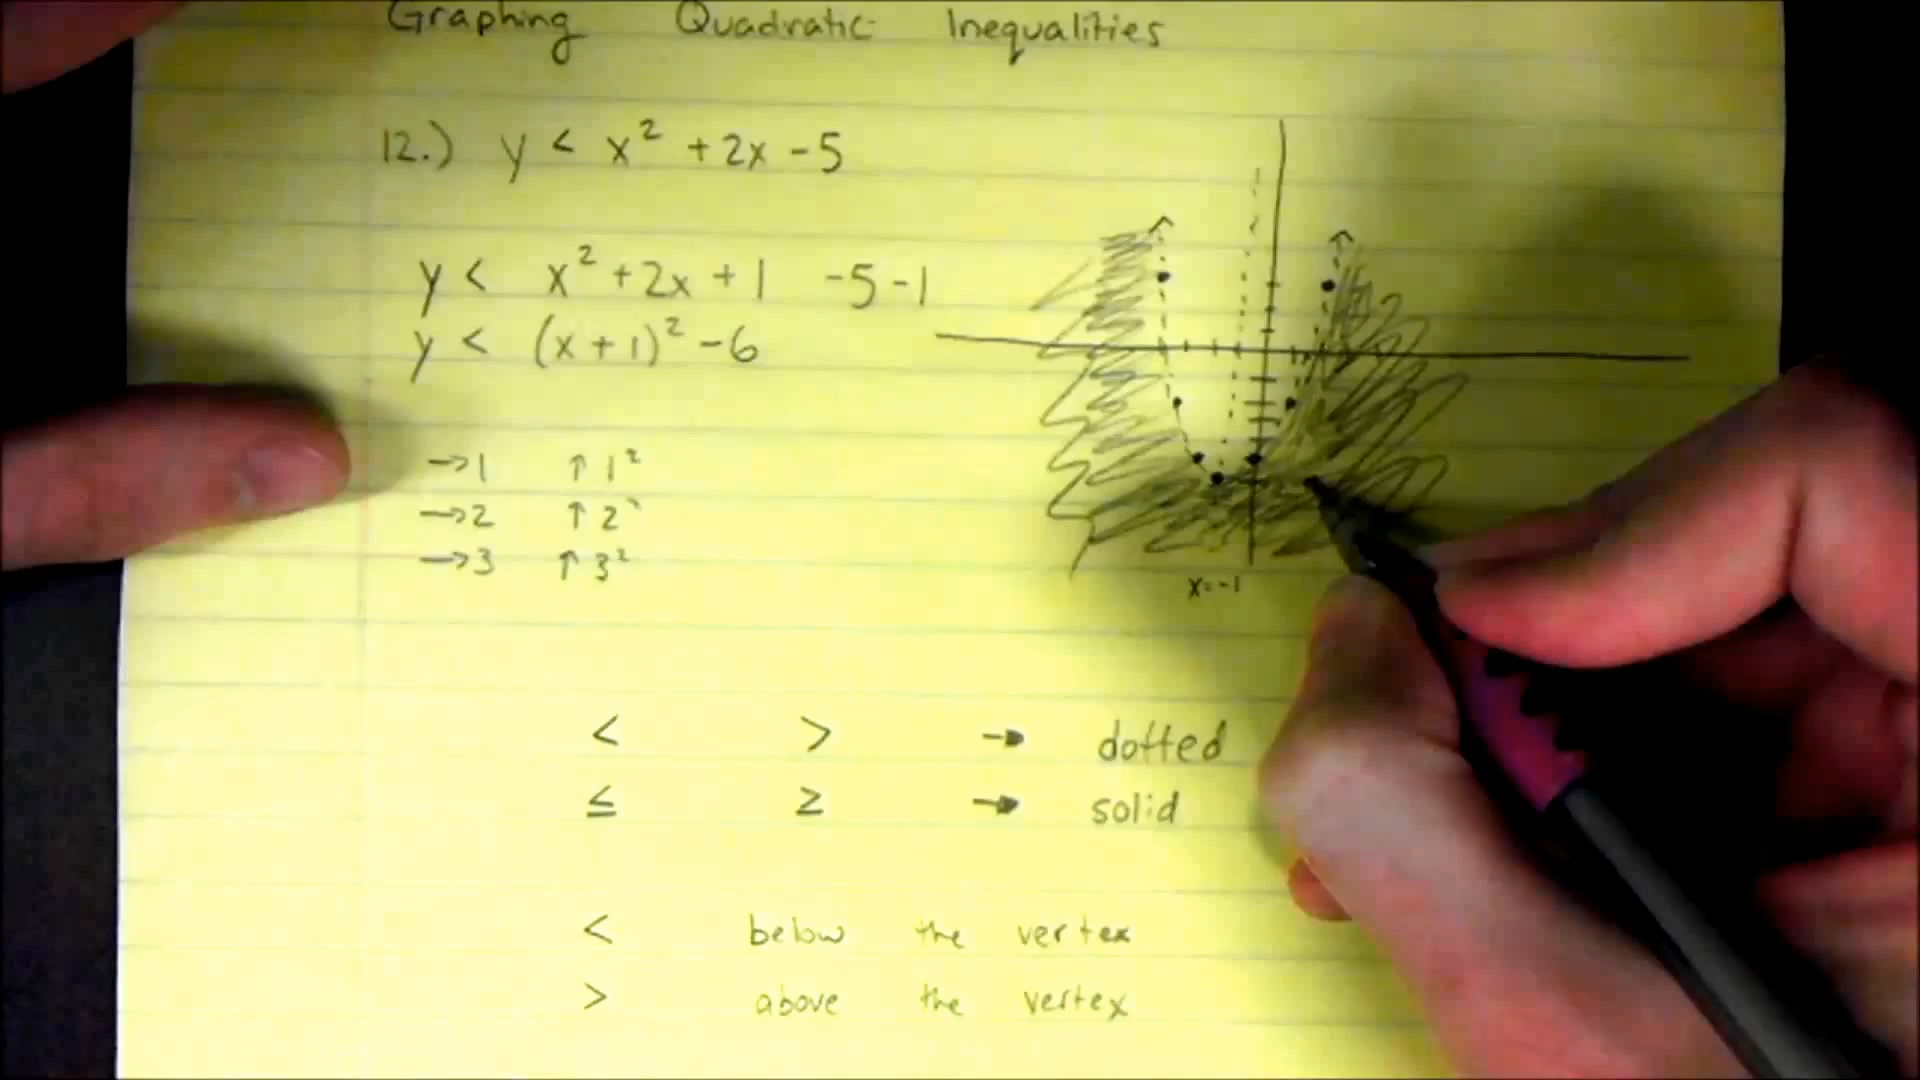 Graphing Quadratic Inequalities
12.) y < x² + 2x - 5
y < x² + 2x + 1 -5 -1
y < (x + 1)² - 6
→1 ↑ 1²
→2 ↑ 2²
→3 ↑ 3²
x = -1
< > → dotted
≤ ≥ → solid
< below the vertex
> above the vertex